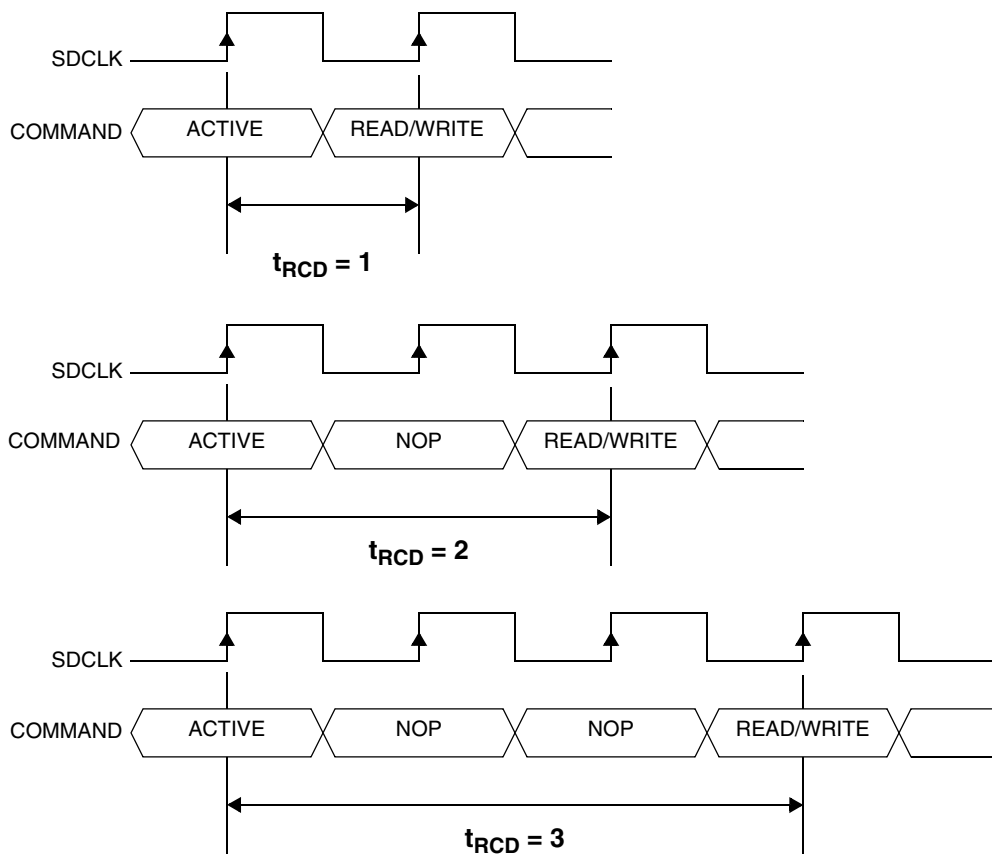 SDCLK
COMMAND ACTIVE READ/WRITE
tRCD = 1
SDCLK
COMMAND ACTIVE NOP READ/WRITE
tRCD = 2
SDCLK
COMMAND ACTIVE NOP NOP READ/WRITE
tRCD = 3